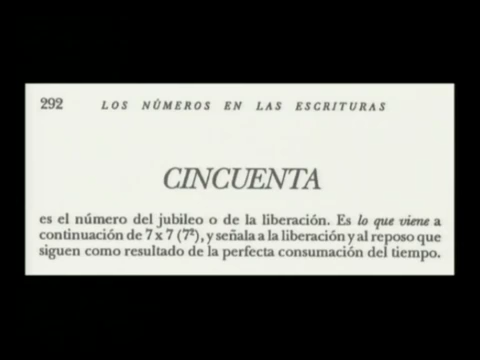 292 LOS NÚMEROS EN LAS ESCRITURAS
CINCUENTA
es el número del jubileo o de la liberación. Es lo que viene a
continuación de 7 x 7 (7²), y señala a la liberación y al reposo que
siguen como resultado de la perfecta consumación del tiempo.